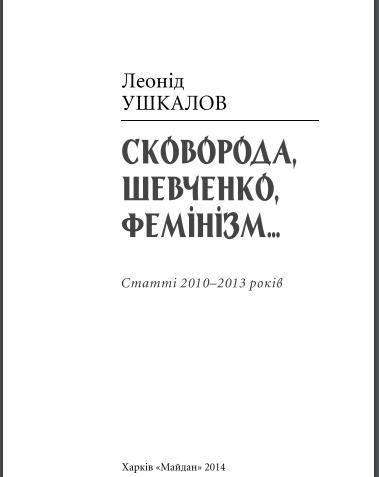 Леонід
УШКАЛОВ
СКОВОРОДА,
ШЕВЧЕНКО,
ФЕМІНІЗМ...
Статті 2010–2013 років
Харків «Майдан» 2014